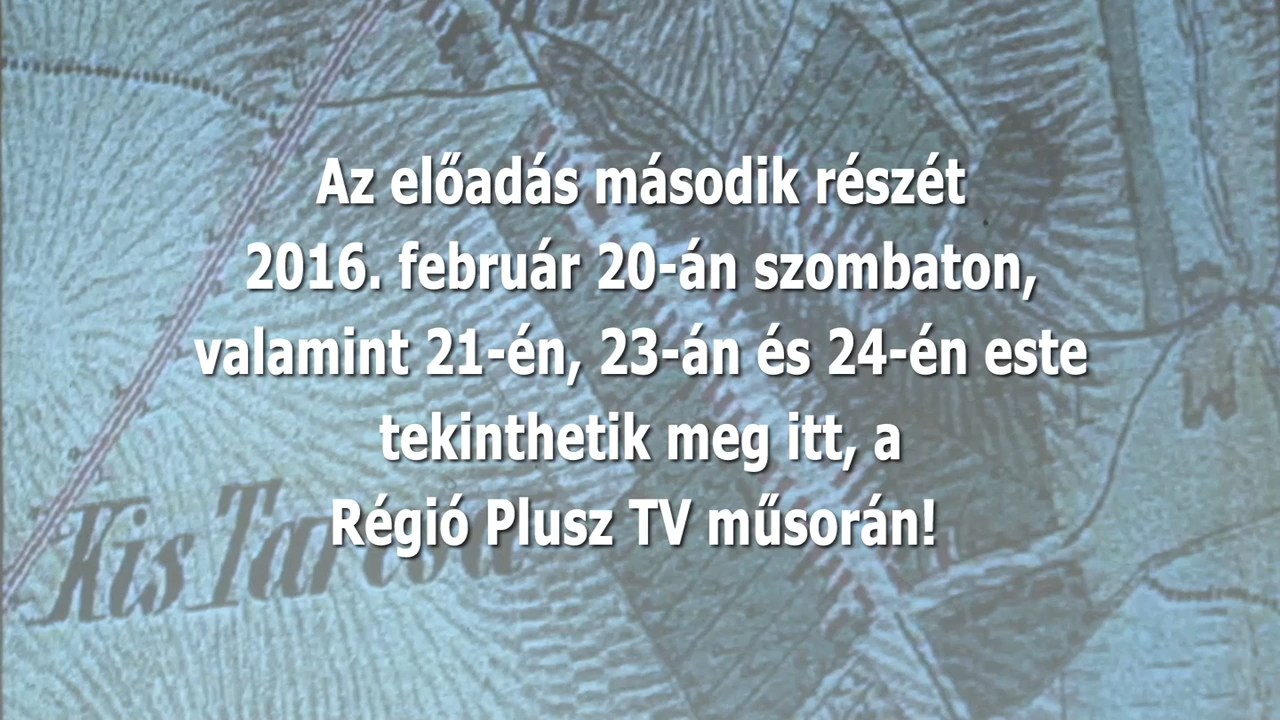 Az előadás második részét
2016. február 20-án szombaton,
valamint 21-én, 23-án és 24-én este
tekinthetik meg itt, a
Régió Plusz TV műsorán!
Kis Tarcsa